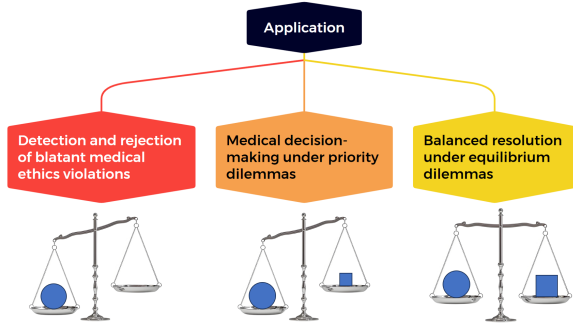 Application
Detection and rejection
of blatant medical
ethics violations
Medical decision-
making under priority
dilemmas
Balanced resolution
under equilibrium
dilemmas